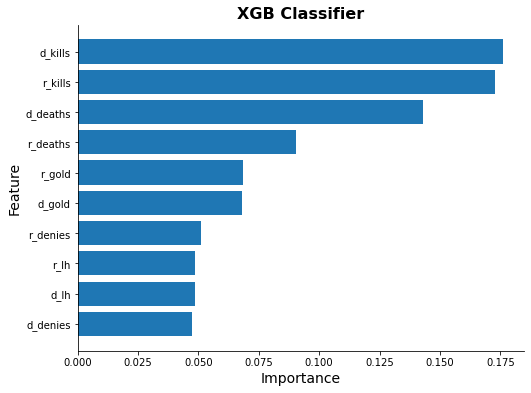 XGB Classifier
d_kills
r_kills
d_deaths
r_deaths
r_gold
d_gold
r_denies
r_lh
d_lh
d_denies
Feature
0.000 0.025 0.050 0.075 0.100 0.125 0.150 0.175
Importance